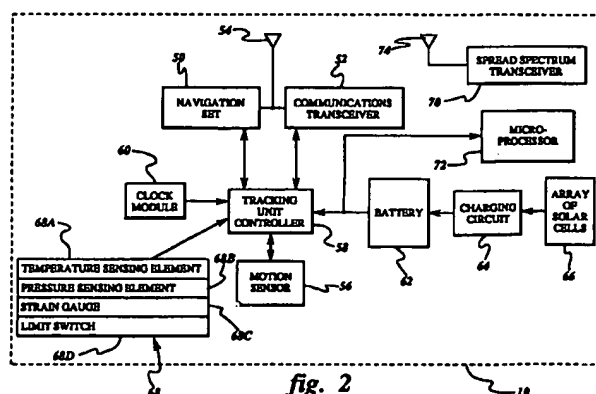 54
74
50
52
NAVIGATION
SET
COMMUNICATIONS
TRANSCEIVER
SPREAD SPECTRUM
TRANSCEIVER
70
60
MICRO-
PROCESSOR
72
CLOCK
MODULE
TRACKING
UNIT
CONTROLLER
58
BATTERY
62
CHARGING
CIRCUIT
64
ARRAY
OF
SOLAR
CELLS
66
68A
TEMPERATURE SENSING ELEMENT
68B
PRESSURE SENSING ELEMENT
STRAIN GAUGE
68C
LIMIT SWITCH
68D
MOTION
SENSOR
56
68
fig. 2
10